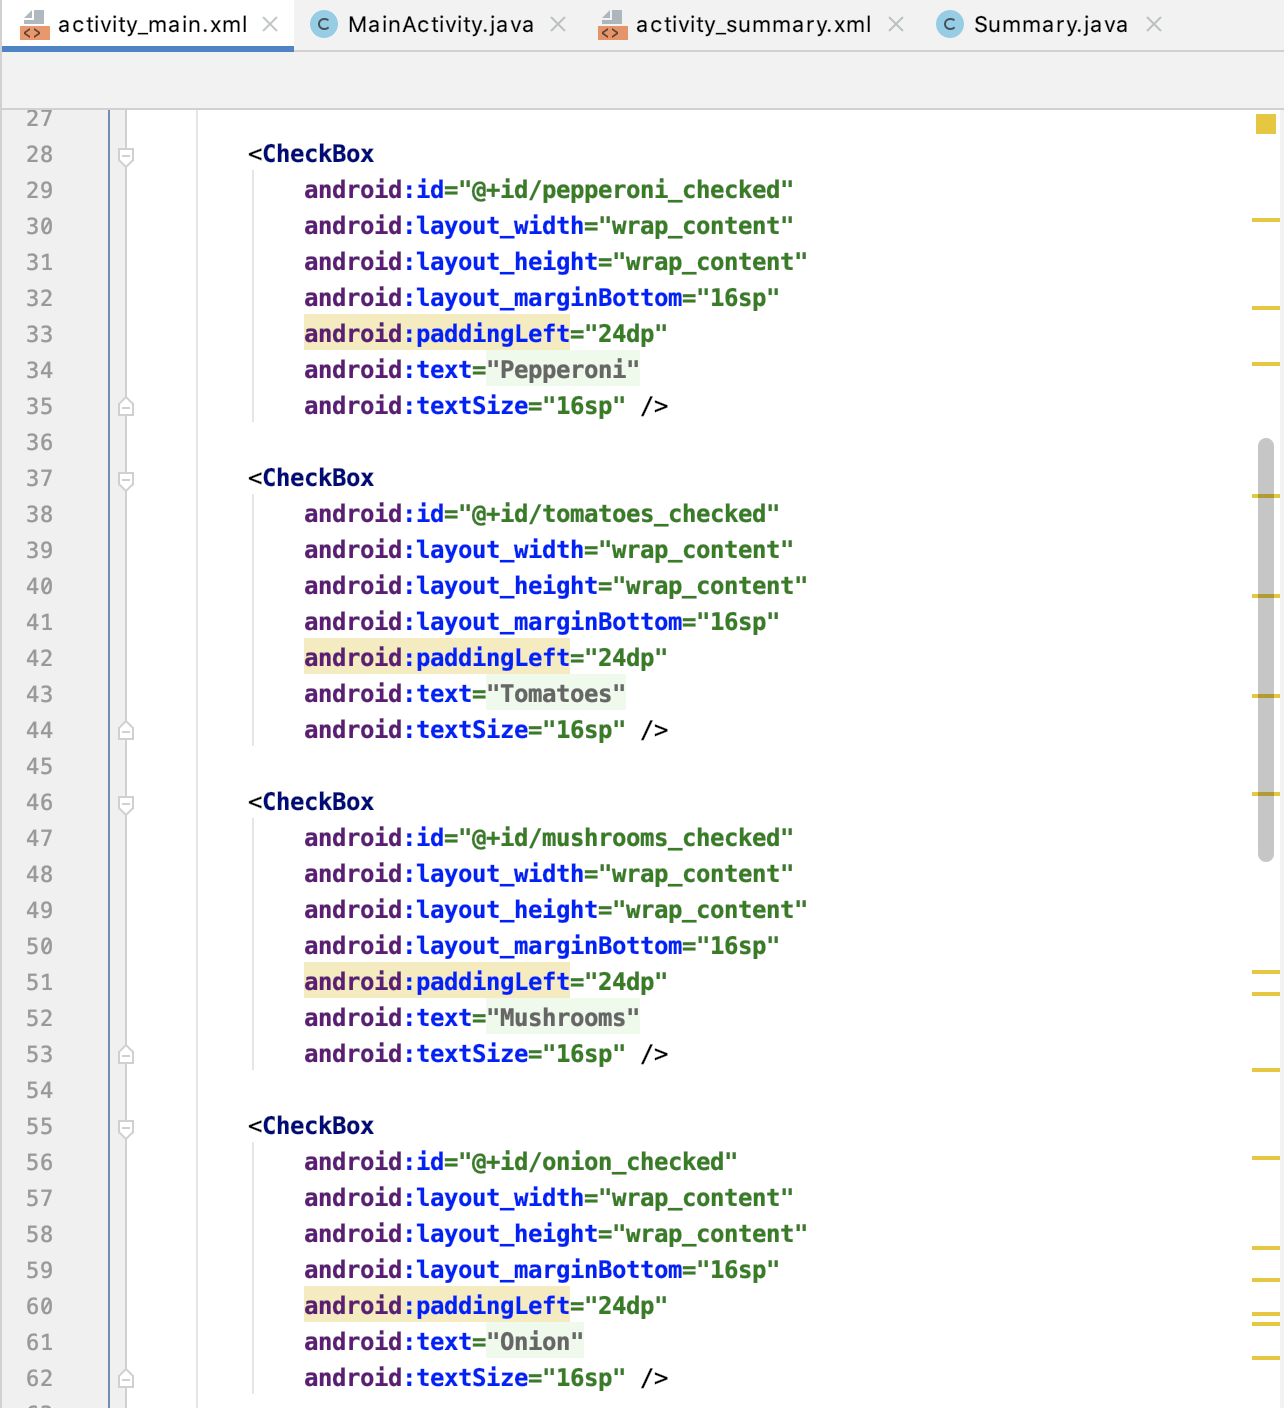 activity_main.xml MainActivity.java activity_summary.xml Summary.java
27
28 <CheckBox
29 android:id="@+id/pepperoni_checked"
30 android:layout_width="wrap_content"
31 android:layout_height="wrap_content"
32 android:layout_marginBottom="16sp"
33 android:paddingLeft="24dp"
34 android:text="Pepperoni"
35 android:textSize="16sp" />
36
37 <CheckBox
38 android:id="@+id/tomatoes_checked"
39 android:layout_width="wrap_content"
40 android:layout_height="wrap_content"
41 android:layout_marginBottom="16sp"
42 android:paddingLeft="24dp"
43 android:text="Tomatoes"
44 android:textSize="16sp" />
45
46 <CheckBox
47 android:id="@+id/mushrooms_checked"
48 android:layout_width="wrap_content"
49 android:layout_height="wrap_content"
50 android:layout_marginBottom="16sp"
51 android:paddingLeft="24dp"
52 android:text="Mushrooms"
53 android:textSize="16sp" />
54
55 <CheckBox
56 android:id="@+id/onion_checked"
57 android:layout_width="wrap_content"
58 android:layout_height="wrap_content"
59 android:layout_marginBottom="16sp"
60 android:paddingLeft="24dp"
61 android:text="Onion"
62 android:textSize="16sp" />